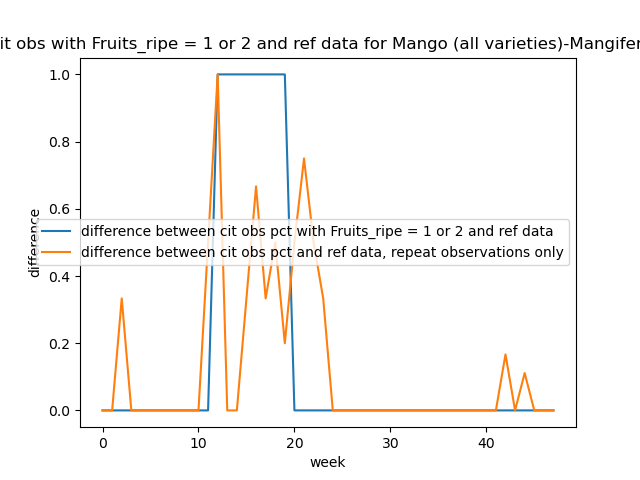 it obs with Fruits_ripe = 1 or 2 and ref data for Mango (all varieties)-Mangifer
1.0
0.8
0.6
difference between cit obs pct with Fruits_ripe = 1 or 2 and ref data
difference between cit obs pct and ref data, repeat observations only
difference
0.4
0.2
0.0
0 10 20 30 40
week